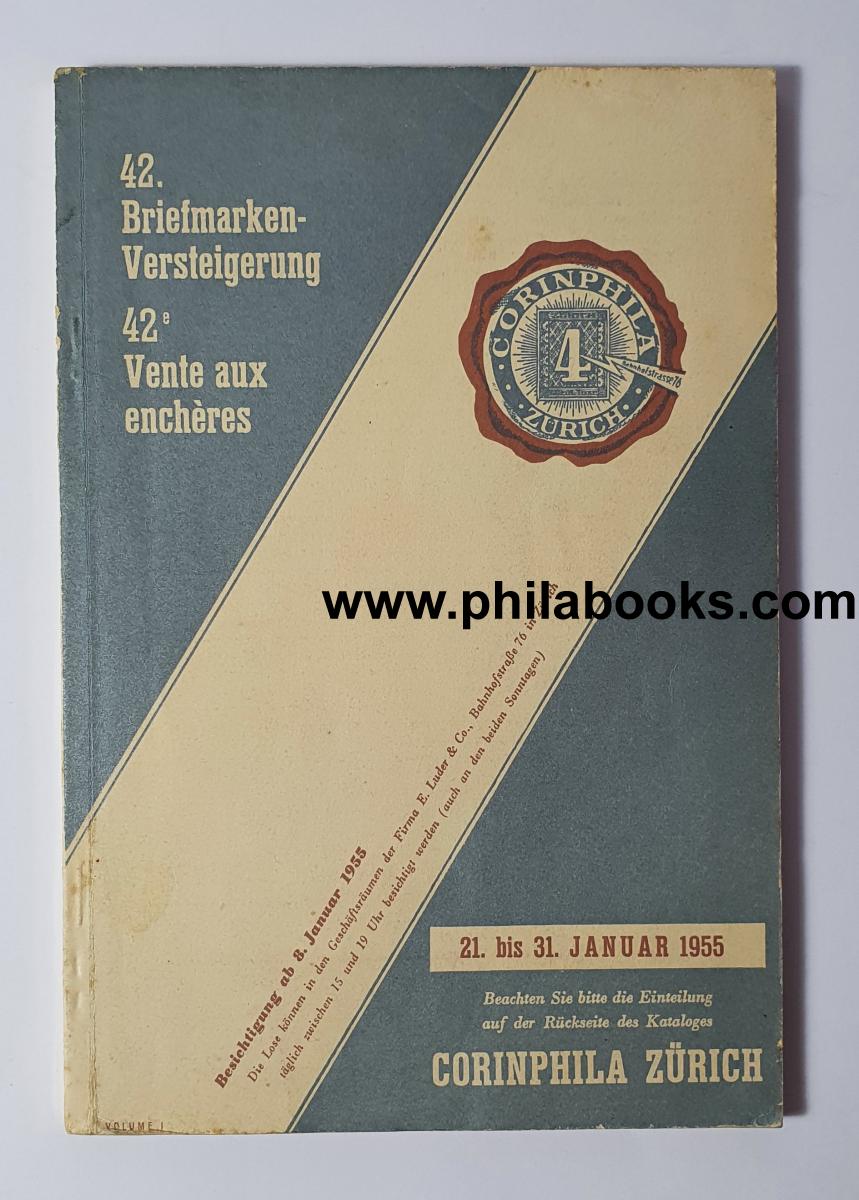 42.
Briefmarken-
Versteigerung
42e
Vente aux
enchères
CORINPHILA
4
Bahnhofstrasse 76
ZÜRICH
www.philabooks.com
Besichtigung ab 8. Januar 1955
Die Lose können in den Geschäftsräumen der Firma E. Luder & Co., Bahnhofstraße 76 in Zürich
täglich zwischen 15 und 19 Uhr besichtigt werden (auch an den beiden Sonntagen)
21. bis 31. JANUAR 1955
Beachten Sie bitte die Einteilung
auf der Rückseite des Kataloges
CORINPHILA ZÜRICH
VOLUME I